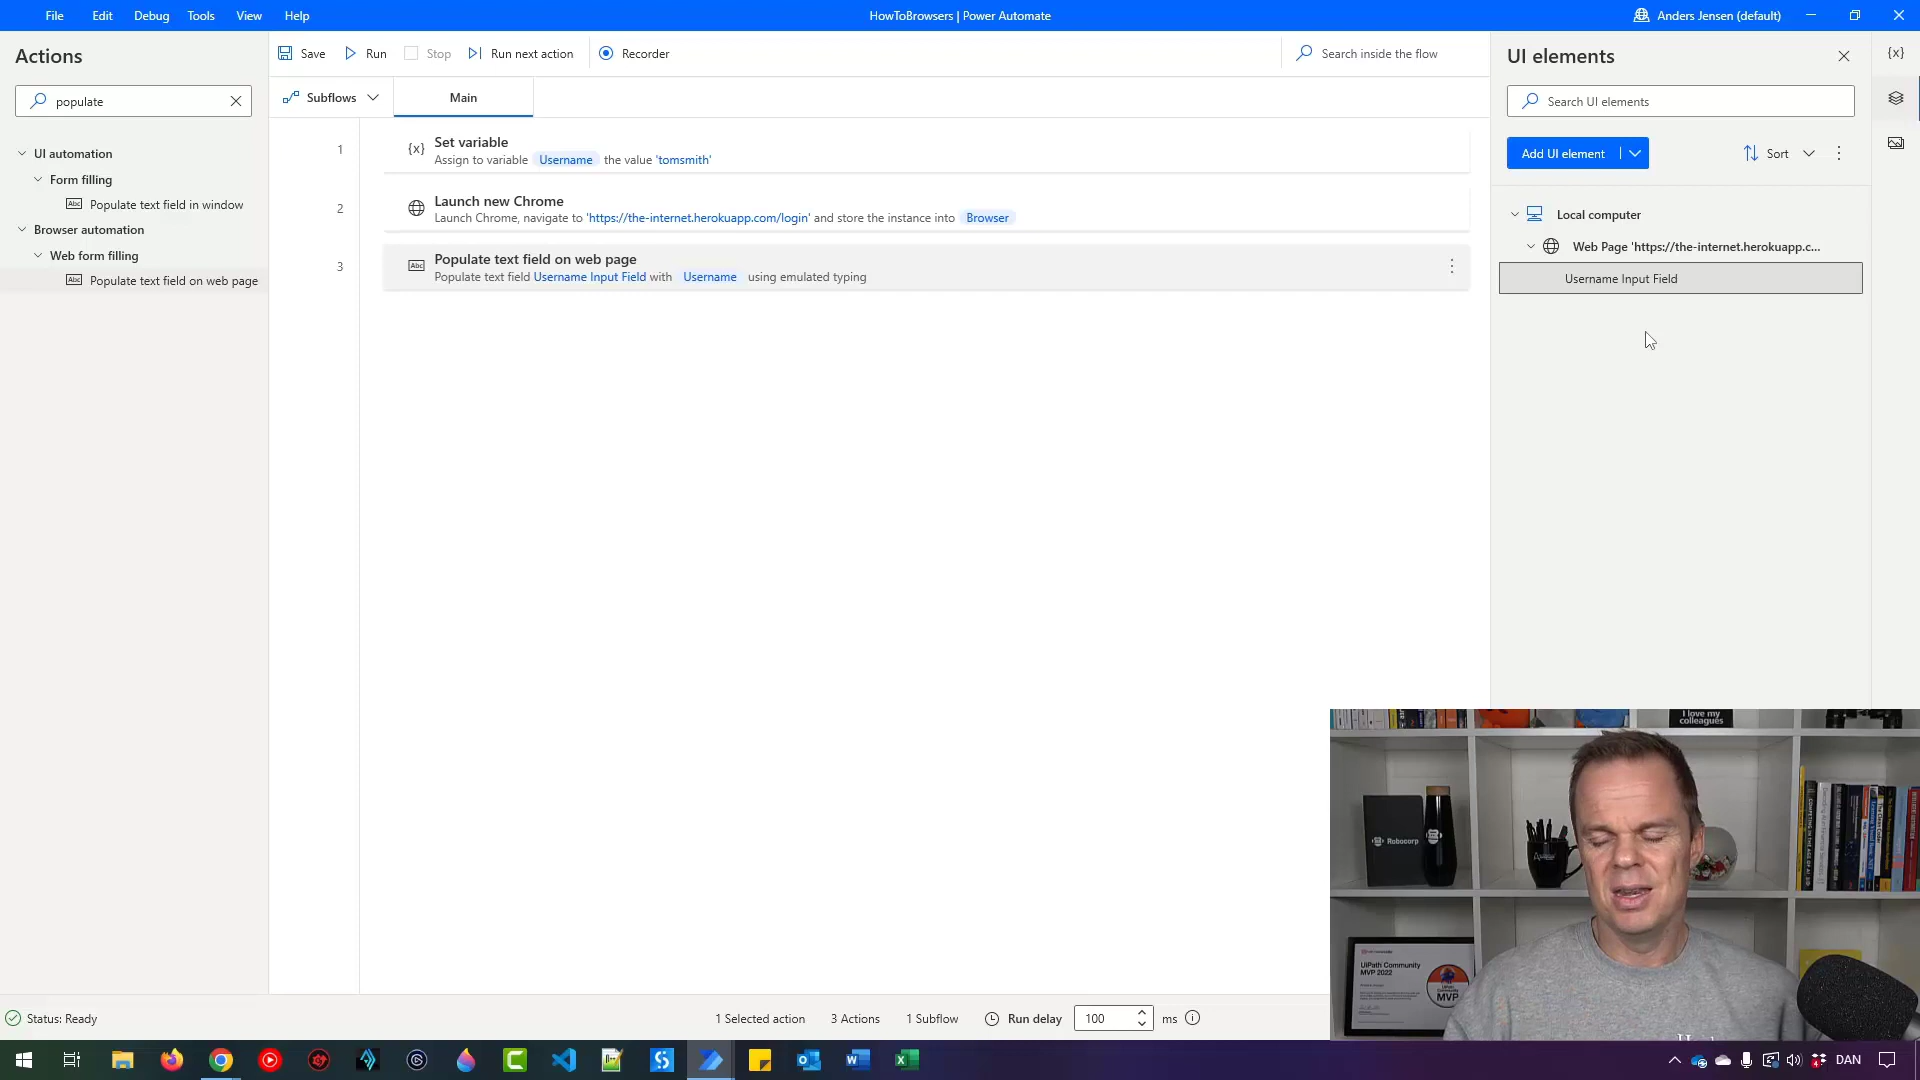 File Edit Debug Tools View Help
HowToBrowsers | Power Automate
Anders Jensen (default)
Actions
populate
UI automation
Form filling
Abc Populate text field in window
Browser automation
Web form filling
Abc Populate text field on web page
Save Run Stop Run next action Recorder
Search inside the flow
Subflows Main
1
{x} Set variable
Assign to variable Username the value 'tomsmith'
2
Launch new Chrome
Launch Chrome, navigate to 'https://the-internet.herokuapp.com/login' and store the instance into Browser
3
Abc Populate text field on web page
Populate text field Username Input Field with Username using emulated typing
UI elements
{x}
Search UI elements
Add UI element Sort
Local computer
Web Page 'https://the-internet.herokuapp.c...
Username Input Field
I love my
colleagues
Robocorp
UiPath Community
MVP 2022
MVP
Status: Ready
1 Selected action 3 Actions 1 Subflow Run delay 100 ms
DAN